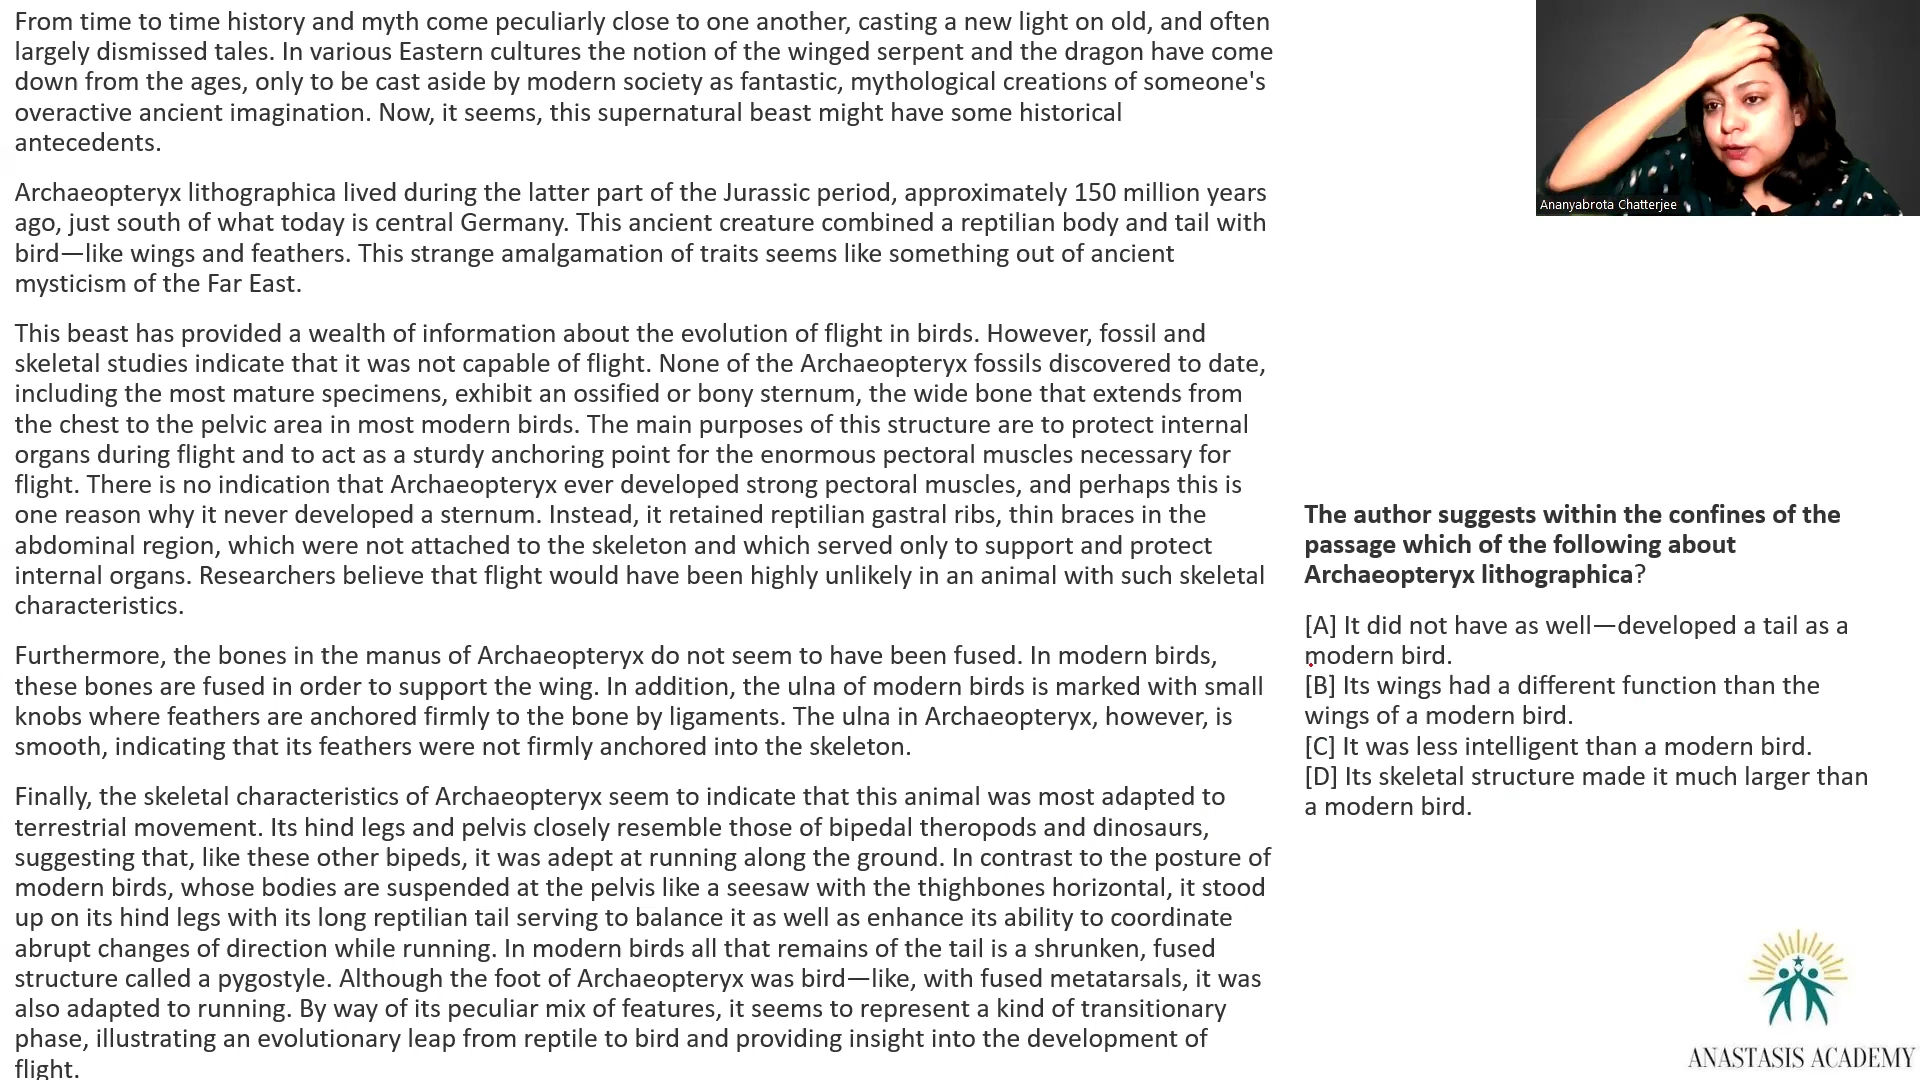 From time to time history and myth come peculiarly close to one another, casting a new light on old, and often
largely dismissed tales. In various Eastern cultures the notion of the winged serpent and the dragon have come
down from the ages, only to be cast aside by modern society as fantastic, mythological creations of someone's
overactive ancient imagination. Now, it seems, this supernatural beast might have some historical
antecedents.
Archaeopteryx lithographica lived during the latter part of the Jurassic period, approximately 150 million years
ago, just south of what today is central Germany. This ancient creature combined a reptilian body and tail with
bird—like wings and feathers. This strange amalgamation of traits seems like something out of ancient
mysticism of the Far East.
This beast has provided a wealth of information about the evolution of flight in birds. However, fossil and
skeletal studies indicate that it was not capable of flight. None of the Archaeopteryx fossils discovered to date,
including the most mature specimens, exhibit an ossified or bony sternum, the wide bone that extends from
the chest to the pelvic area in most modern birds. The main purposes of this structure are to protect internal
organs during flight and to act as a sturdy anchoring point for the enormous pectoral muscles necessary for
flight. There is no indication that Archaeopteryx ever developed strong pectoral muscles, and perhaps this is
one reason why it never developed a sternum. Instead, it retained reptilian gastral ribs, thin braces in the
abdominal region, which were not attached to the skeleton and which served only to support and protect
internal organs. Researchers believe that flight would have been highly unlikely in an animal with such skeletal
characteristics.
Furthermore, the bones in the manus of Archaeopteryx do not seem to have been fused. In modern birds,
these bones are fused in order to support the wing. In addition, the ulna of modern birds is marked with small
knobs where feathers are anchored firmly to the bone by ligaments. The ulna in Archaeopteryx, however, is
smooth, indicating that its feathers were not firmly anchored into the skeleton.
Finally, the skeletal characteristics of Archaeopteryx seem to indicate that this animal was most adapted to
terrestrial movement. Its hind legs and pelvis closely resemble those of bipedal theropods and dinosaurs,
suggesting that, like these other bipeds, it was adept at running along the ground. In contrast to the posture of
modern birds, whose bodies are suspended at the pelvis like a seesaw with the thighbones horizontal, it stood
up on its hind legs with its long reptilian tail serving to balance it as well as enhance its ability to coordinate
abrupt changes of direction while running. In modern birds all that remains of the tail is a shrunken, fused
structure called a pygostyle. Although the foot of Archaeopteryx was bird—like, with fused metatarsals, it was
also adapted to running. By way of its peculiar mix of features, it seems to represent a kind of transitionary
phase, illustrating an evolutionary leap from reptile to bird and providing insight into the development of
flight.
Ananyabrota Chatterjee
The author suggests within the confines of the
passage which of the following about
Archaeopteryx lithographica?
[A] It did not have as well—developed a tail as a
modern bird.
[B] Its wings had a different function than the
wings of a modern bird.
[C] It was less intelligent than a modern bird.
[D] Its skeletal structure made it much larger than
a modern bird.
ANASTASIS ACADEMY